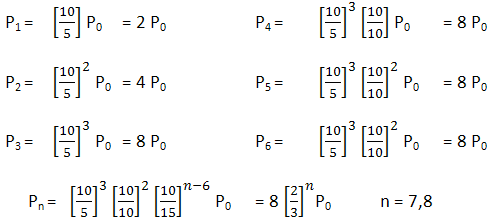 P₁ = [10/5] P₀ = 2 P₀
P₂ = [10/5]² P₀ = 4 P₀
P₃ = [10/5]³ P₀ = 8 P₀
P₄ = [10/5]³ [10/10] P₀ = 8 P₀
P₅ = [10/5]³ [10/10]² P₀ = 8 P₀
P₆ = [10/5]³ [10/10]² P₀ = 8 P₀
Pₙ = [10/5]³ [10/10]² [10/15]ⁿ⁻⁶ P₀ = 8 [2/3]ⁿ P₀ n = 7,8